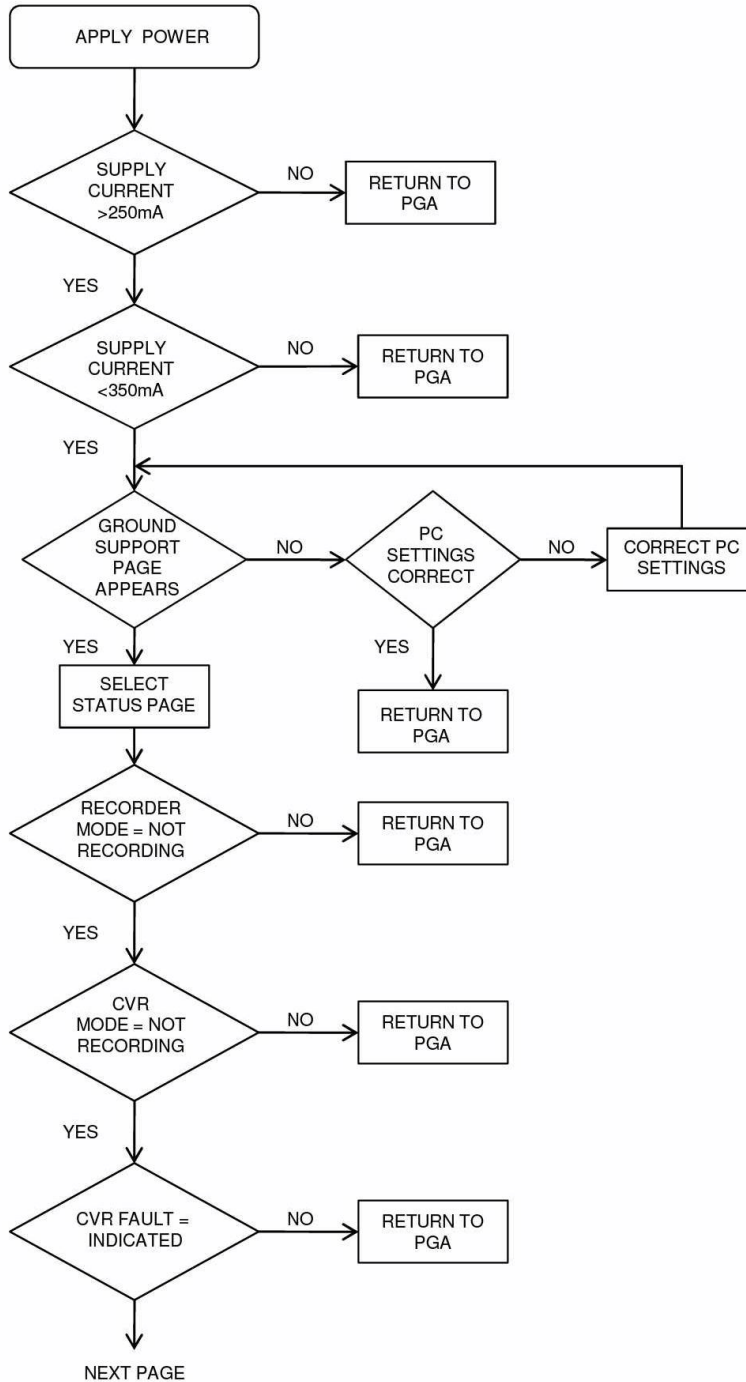 APPLY POWER
SUPPLY
CURRENT
>250mA
NO
RETURN TO
PGA
YES
SUPPLY
CURRENT
<350mA
NO
RETURN TO
PGA
YES
GROUND
SUPPORT
PAGE
APPEARS
NO
PC
SETTINGS
CORRECT
NO
CORRECT PC
SETTINGS
YES
YES
RETURN TO
PGA
SELECT
STATUS PAGE
RECORDER
MODE = NOT
RECORDING
NO
RETURN TO
PGA
YES
CVR
MODE = NOT
RECORDING
NO
RETURN TO
PGA
YES
CVR FAULT =
INDICATED
NO
RETURN TO
PGA
NEXT PAGE